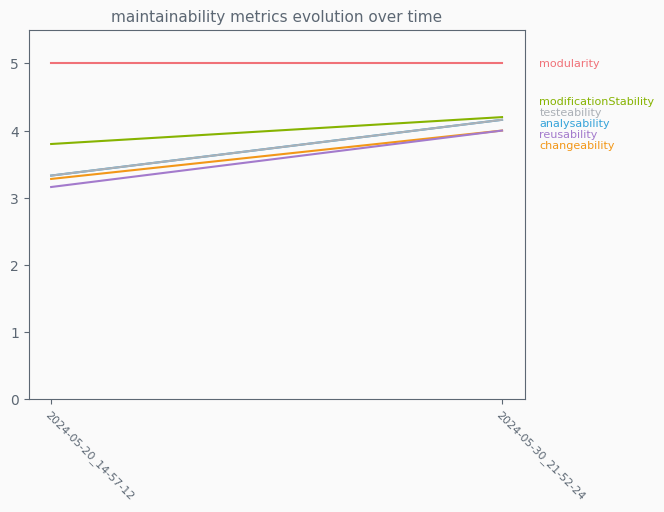 maintainability metrics evolution over time
5
4
3
2
1
0
modularity
modificationStability
testeability
analysability
reusability
changeability
2024-05-20_14-57-12
2024-05-30_21-52-24